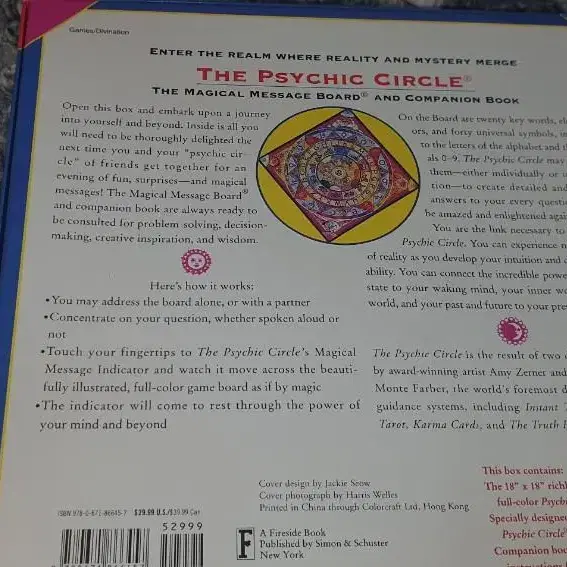 Games/Divination
ENTER THE REALM WHERE REALITY AND MYSTERY MERGE
THE PSYCHIC CIRCLE®
THE MAGICAL MESSAGE BOARD® AND COMPANION BOOK
Open this box and embark upon a journey
into yourself and beyond. Inside is all you
will need to be thoroughly delighted the
next time you and your "psychic cir-
cle" of friends get together for an
evening of fun, surprises—and magical
messages! The Magical Message Board®
and companion book are always ready to
be consulted for problem solving, decision-
making, creative inspiration, and wisdom.
Here's how it works:
•You may address the board alone, or with a partner
•Concentrate on your question, whether spoken aloud or
not
•Touch your fingertips to The Psychic Circle's Magical
Message Indicator and watch it move across the beauti-
fully illustrated, full-color game board as if by magic
•The indicator will come to rest through the power of
your mind and beyond
On the Board are twenty key words,
ors, and forty universal symbols,
to the letters of the alphabet and
als 0-9. The Psychic Circle may
them—either individually or
tion—to create detailed and
answers to your every
be amazed and enlightened
You are the link necessary to
Psychic Circle. You can experience
of reality as you develop your intuition and
ability. You can connect the incredible
state to your waking mind, your inner
world, and your past and future to your
The Psychic Circle is the result of two
by award-winning artist Amy Zerner and
Monte Farber, the world's foremost
guidance systems, including Instant
Tarot, Karma Cards, and The Truth
This box contains:
The 18" x 18"
full-color
Specially
Psychic Circle
Companion
Cover design by Jackie Seow
Cover photograph by Harris Welles
Printed in China through Colorcraft Ltd, Hong Kong
ISBN 978-0-671-86645-7 $29.99 U.S./$39.99 Can
52999
F
A Fireside Book
Published by Simon & Schuster
New York